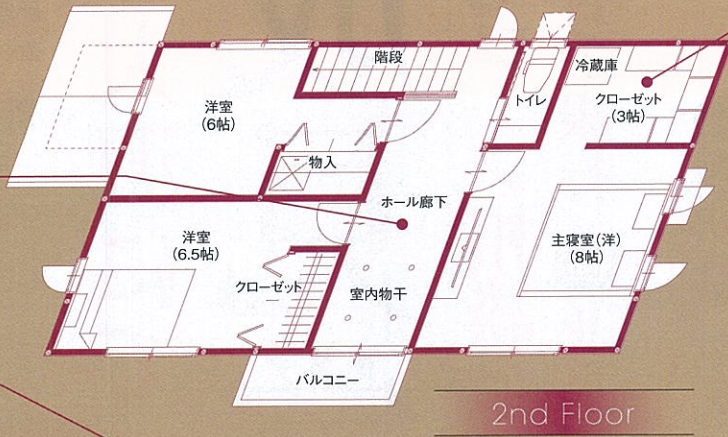 階段
冷蔵庫
洋室
(6帖)
トイレ
クローゼット
(3帖)
物入
ホール廊下
洋室
(6.5帖)
主寝室(洋)
(8帖)
クローゼット
室内物干
バルコニー
2nd Floor